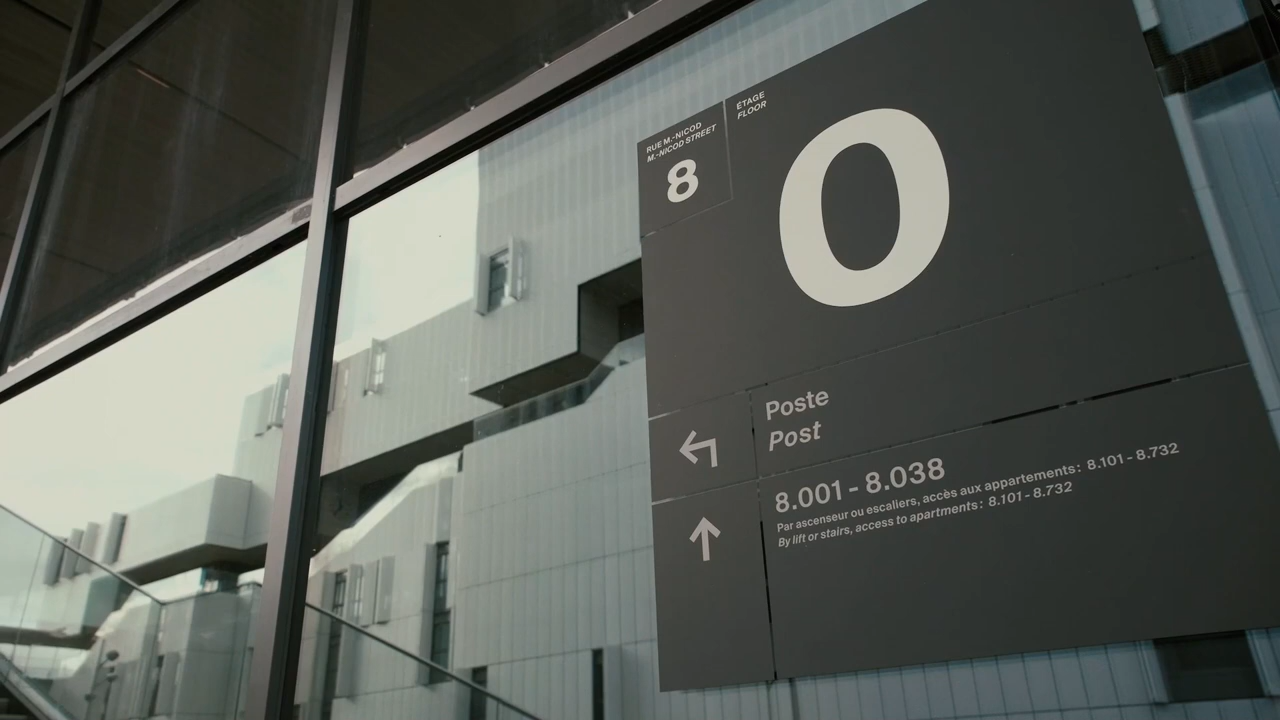 RUE M.-NICOD
M.-NICOD STREET
8
ÉTAGE
FLOOR
0
Poste
Post
8.001 - 8.038
Par ascenseur ou escaliers, accès aux appartements : 8.101 - 8.732
By lift or stairs, access to apartments : 8.101 - 8.732